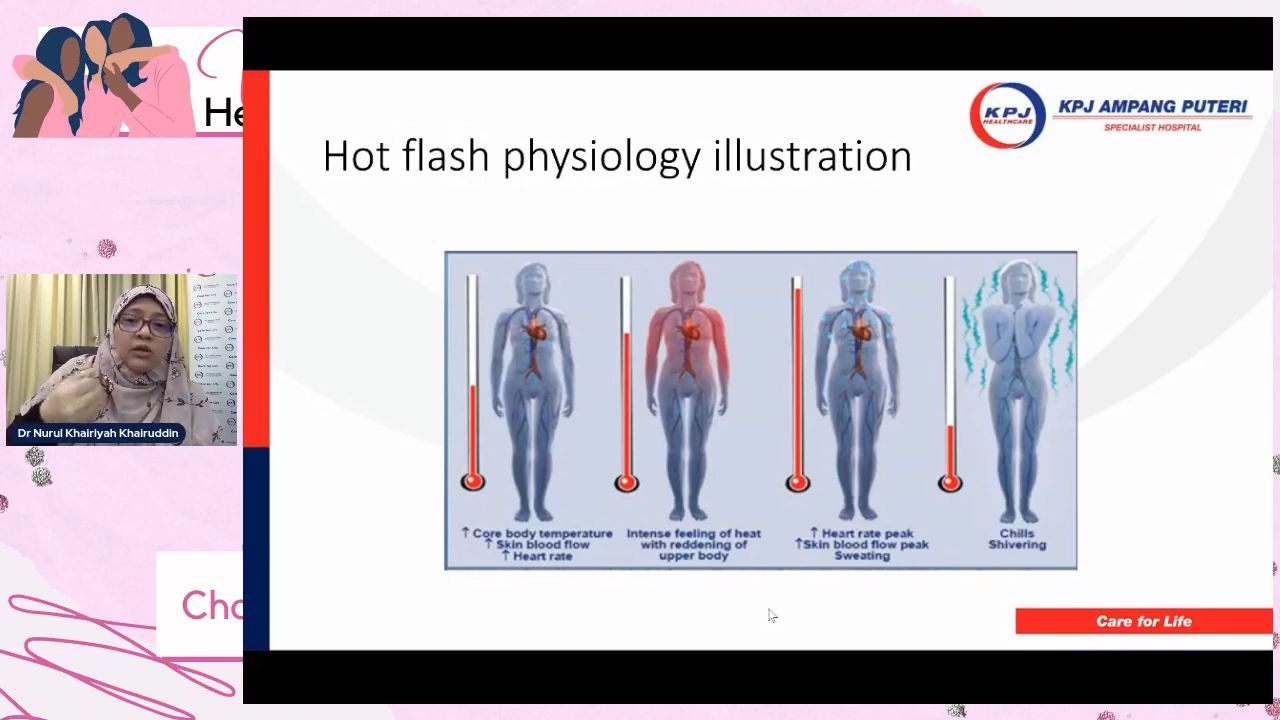 He
KPJ
HEALTHCARE
KPJ AMPANG PUTERI
SPECIALIST HOSPITAL
Hot flash physiology illustration
Dr Nurul Khairiyah Khairuddin
↑ Core body temperature
↑ Skin blood flow
↑ Heart rate
Intense feeling of heat
with reddening of
upper body
↑ Heart rate peak
↑Skin blood flow peak
Sweating
Chills
Shivering
Cho
Care for Life